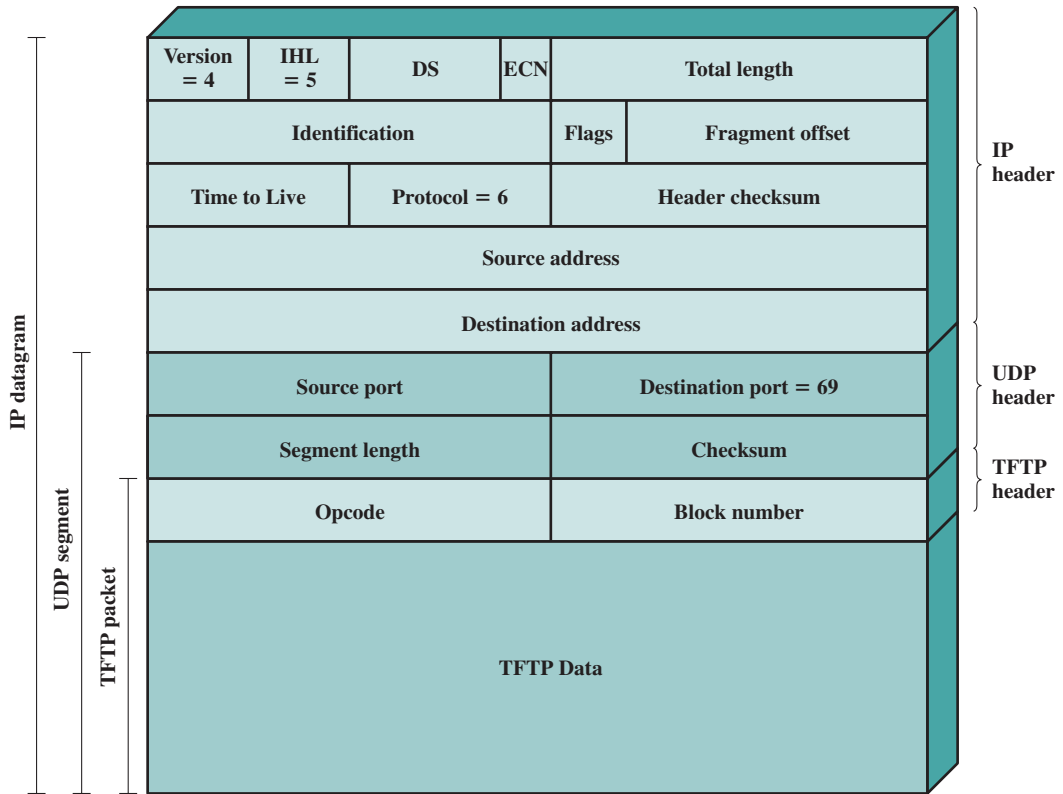 Version
= 4
IHL
= 5
DS
ECN
Total length
Identification
Flags
Fragment offset
IP
header
Time to Live
Protocol = 6
Header checksum
Source address
Destination address
IP datagram
Source port
Destination port = 69
UDP
header
Segment length
Checksum
UDP segment
TFTP
header
Opcode
Block number
TFTP packet
TFTP Data